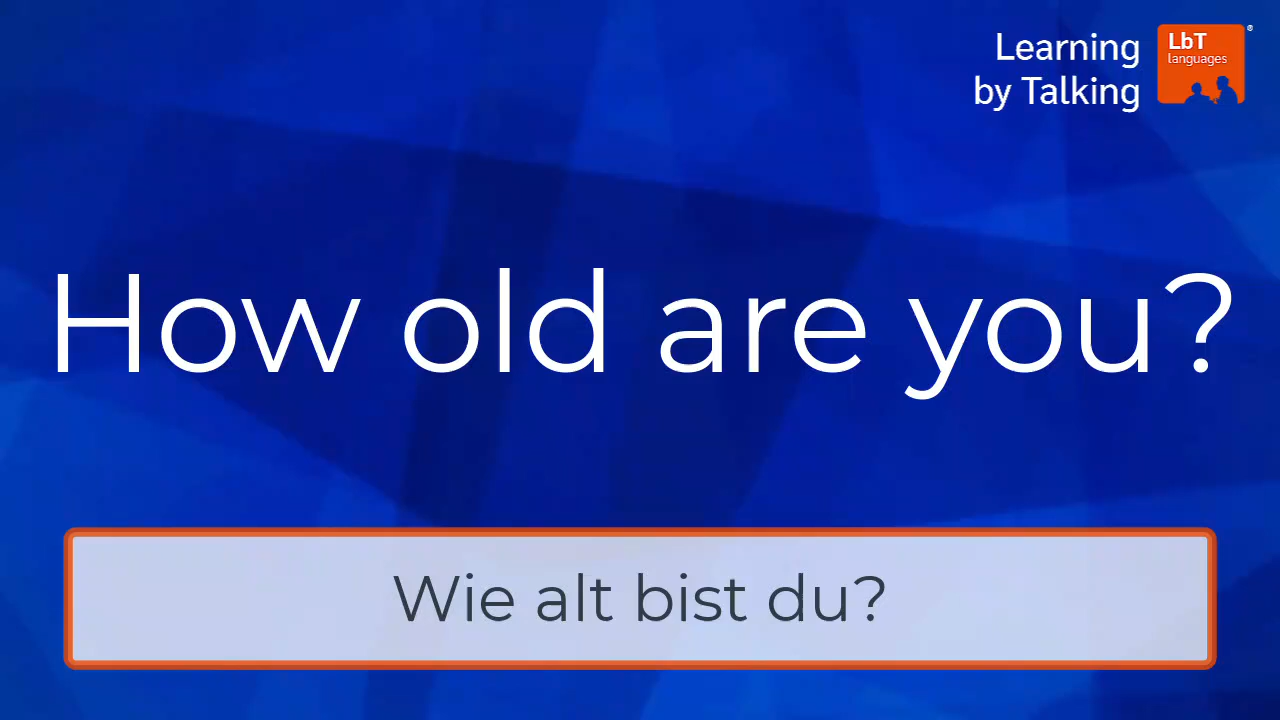 Learning
by Talking
LbT
languages
®
How old are you?
Wie alt bist du?